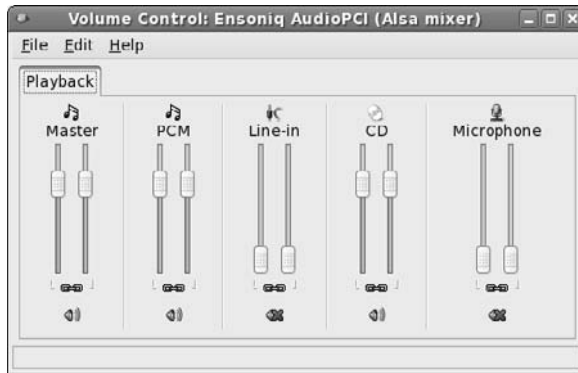 Volume Control: Ensoniq AudioPCI (Alsa mixer)
File Edit Help
Playback
Master PCM Line-in CD Microphone